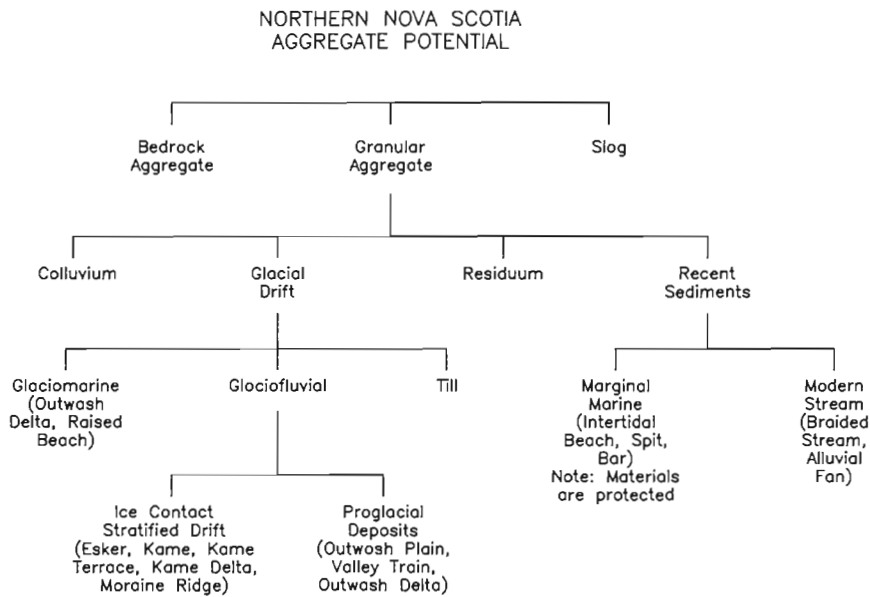 NORTHERN NOVA SCOTIA
AGGREGATE POTENTIAL
Bedrock
Aggregate
Granular
Aggregate
Slog
Colluvium
Glacial
Drift
Residuum
Recent
Sediments
Glaciomarine
(Outwash
Delta, Raised
Beach)
Glociofluvial
Till
Marginal
Marine
(Intertidal
Beach, Spit,
Bar)
Note: Materials
are protected
Modern
Stream
(Braided
Stream,
Alluvial
Fan)
Ice Contact
Stratified Drift
(Esker, Kame, Kame
Terrace, Kame Delta,
Moraine Ridge)
Proglacial
Deposits
(Outwosh Plain,
Valley Train,
Outwash Delta)